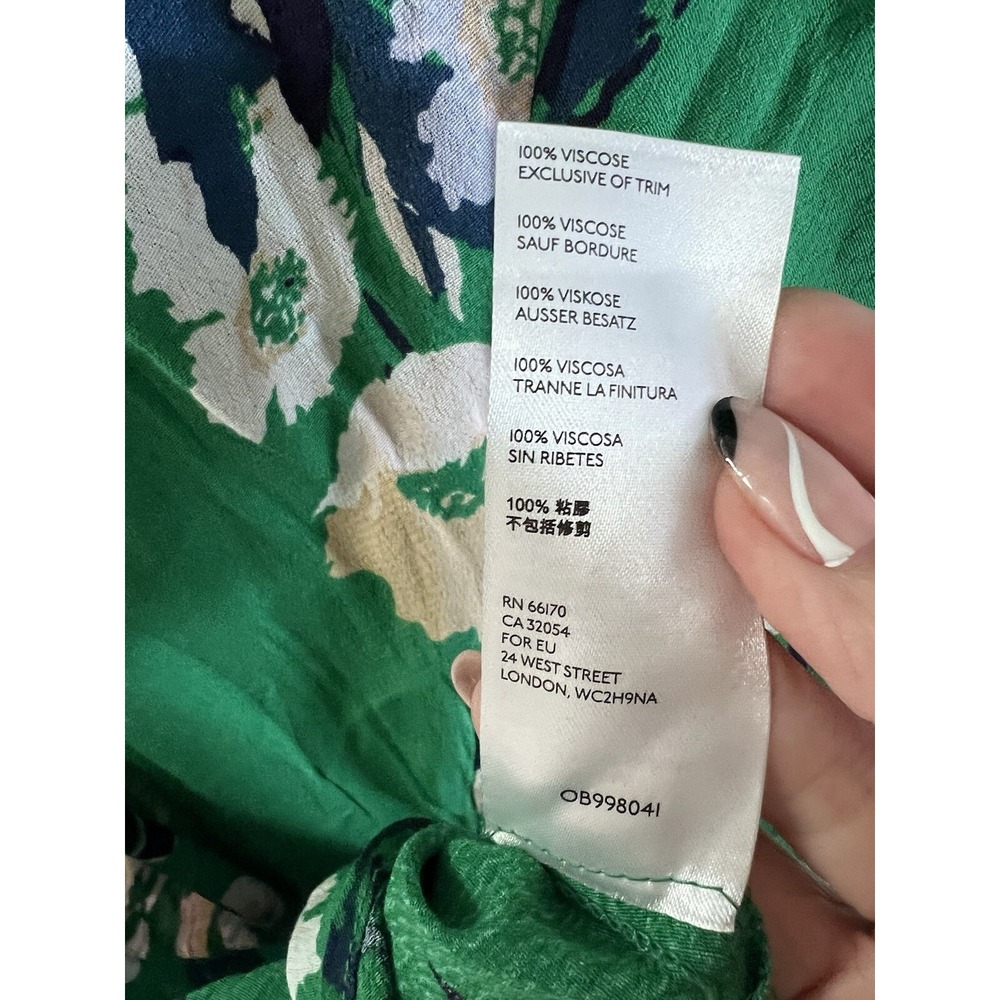 100% VISCOSE
EXCLUSIVE OF TRIM
100% VISCOSE
SAUF BORDURE
100% VISKOSE
AUSSER BESATZ
100% VISCOSA
TRANNE LA FINITURA
100% VISCOSA
SIN RIBETES
100% 粘膠
不包括修剪
RN 66170
CA 32054
FOR EU
24 WEST STREET
LONDON, WC2H9NA
OB998041